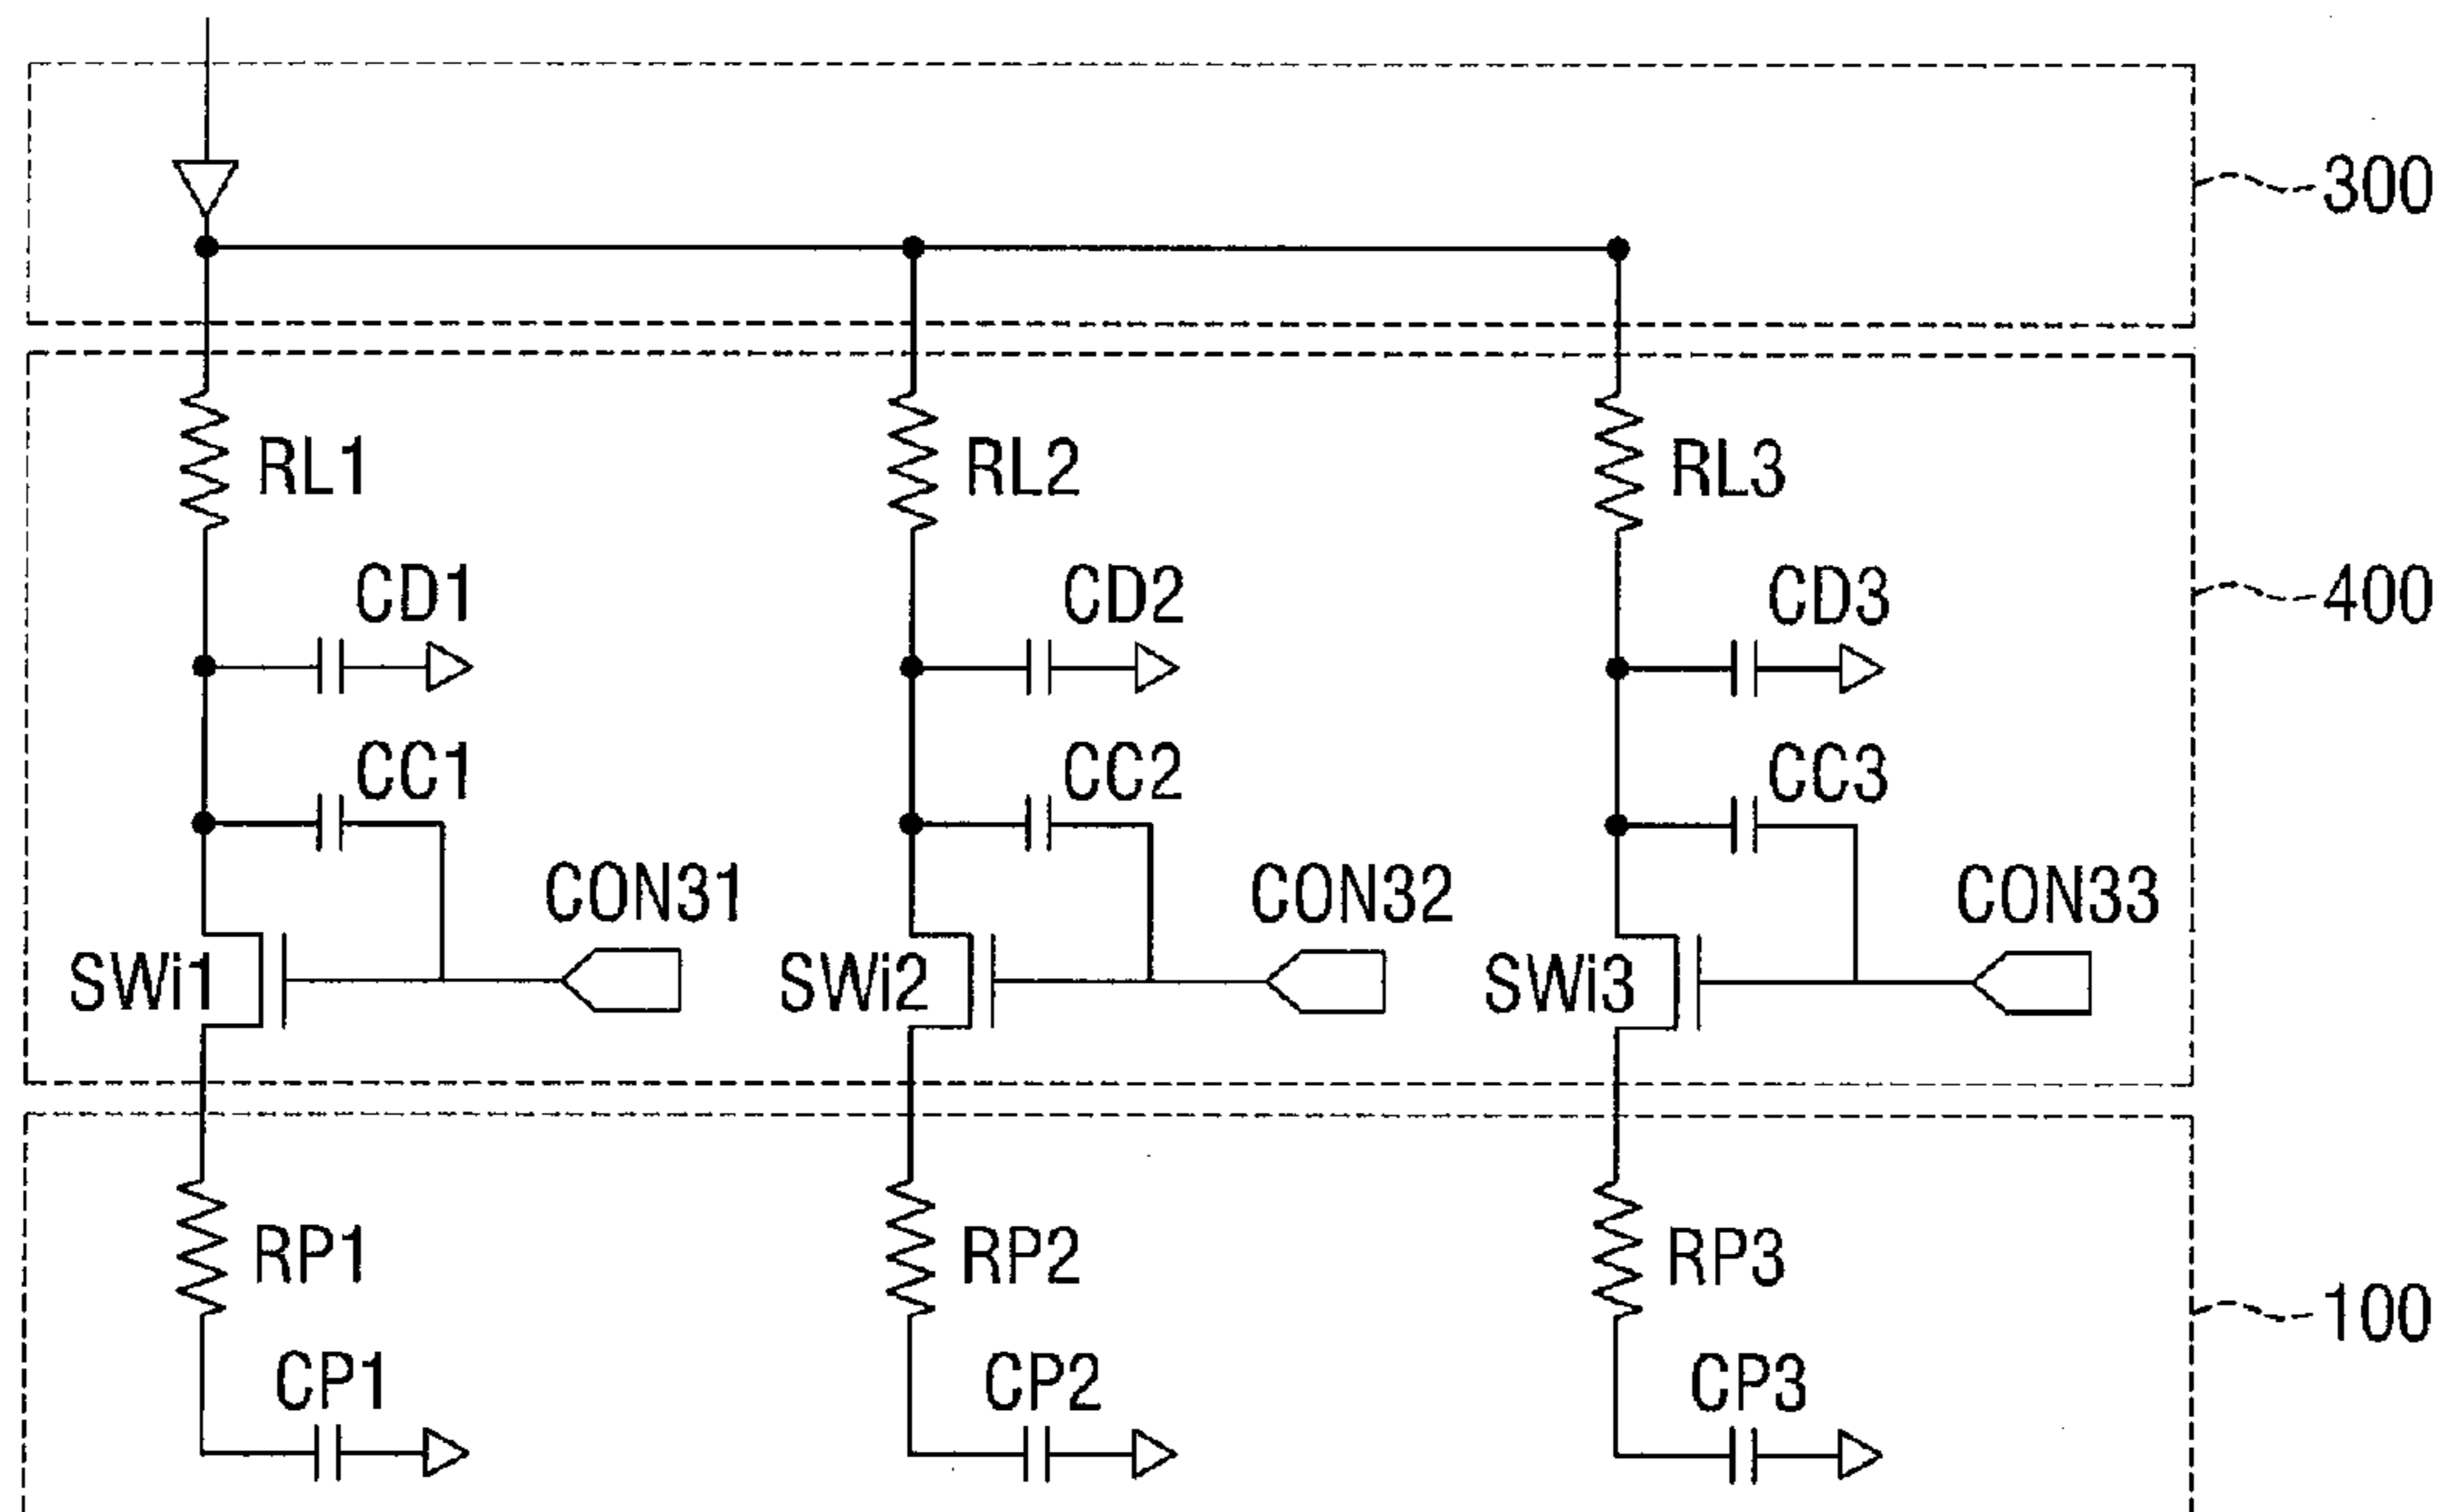 300
RL1 RL2 RL3
400
CD1 CD2 CD3
CC1 CC2 CC3
CON31 CON32 CON33
SWi1 SWi2 SWi3
RP1 RP2 RP3
100
CP1 CP2 CP3